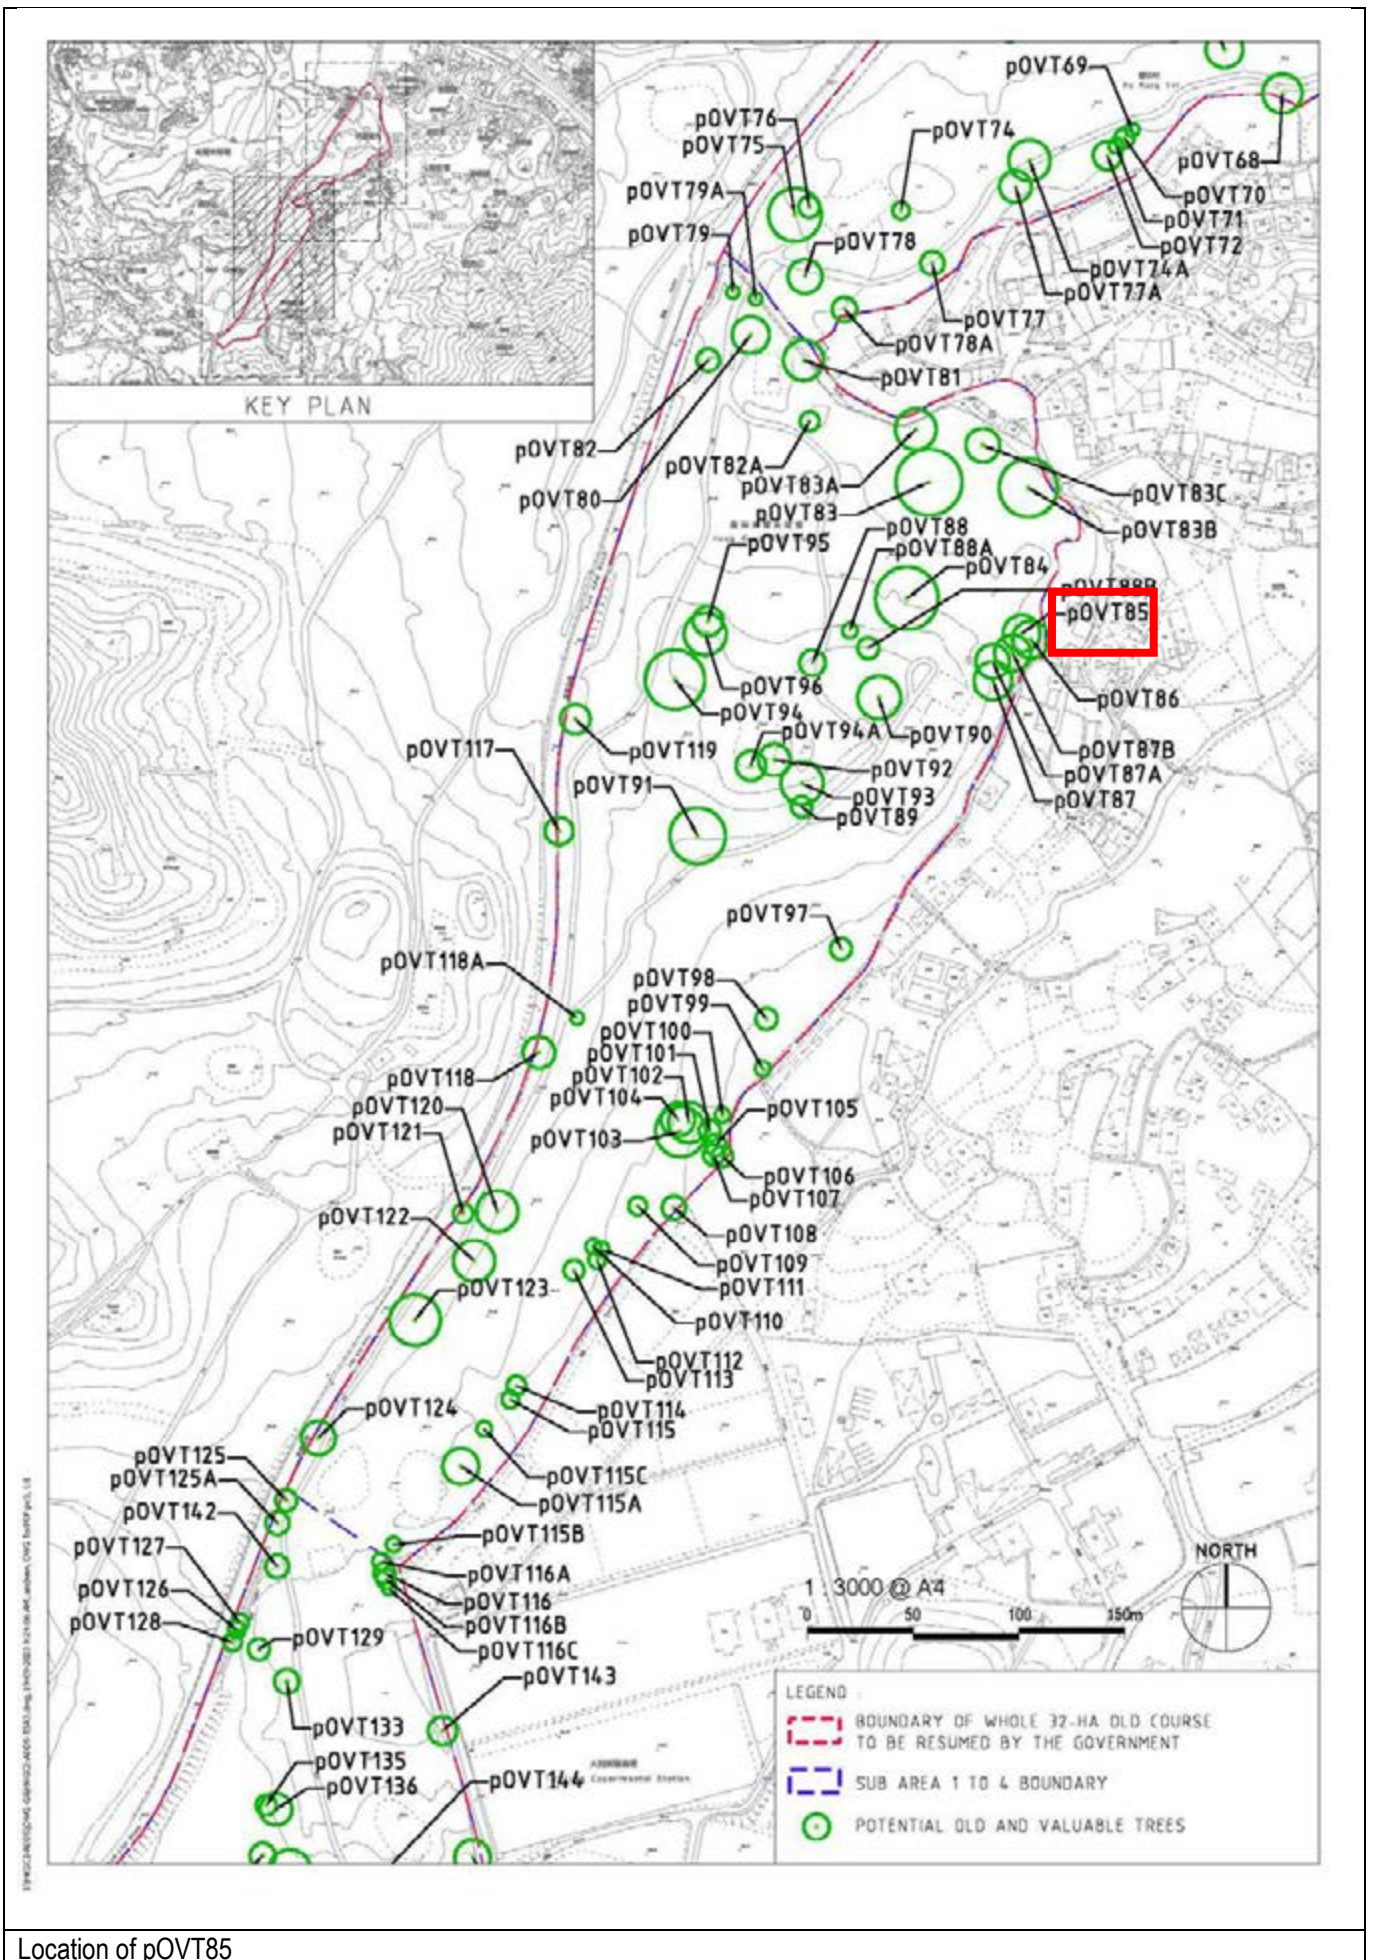 pOVT69
pOVT76
pOVT75
pOVT74
pOVT68
pOVT79A
pOVT70
pOVT71
pOVT79
pOVT78
pOVT72
pOVT74A
pOVT77A
pOVT77
pOVT78A
pOVT81
KEY PLAN
pOVT82
pOVT82A
pOVT83A
pOVT80
pOVT83C
pOVT83
pOVT88
pOVT83B
pOVT95
pOVT88A
pOVT84
pOVT88B
pOVT85
pOVT96
pOVT86
pOVT94
pOVT94A
pOVT90
pOVT117
pOVT119
pOVT87B
pOVT92
pOVT87A
pOVT91
pOVT93
pOVT87
pOVT89
pOVT97
pOVT118A
pOVT98
pOVT99
pOVT100
pOVT101
pOVT118
pOVT102
pOVT104
pOVT120
pOVT105
pOVT121
pOVT103
pOVT106
pOVT107
pOVT122
pOVT108
pOVT109
pOVT123
pOVT111
pOVT110
pOVT112
pOVT113
pOVT124
pOVT114
pOVT115
pOVT125
pOVT125A
pOVT115C
pOVT115A
pOVT142
pOVT115B
pOVT127
NORTH
pOVT116A
pOVT126
1 : 3000 @ A4
pOVT116
0 50 100 150m
pOVT128
pOVT116B
pOVT129
pOVT116C
pOVT143
LEGEND :
pOVT133
BOUNDARY OF WHOLE 32-HA OLD COURSE
TO BE RESUMED BY THE GOVERNMENT
pOVT135
pOVT136
pOVT144
Experimental Station
SUB AREA 1 TO 4 BOUNDARY
POTENTIAL OLD AND VALUABLE TREES
Location of pOVT85